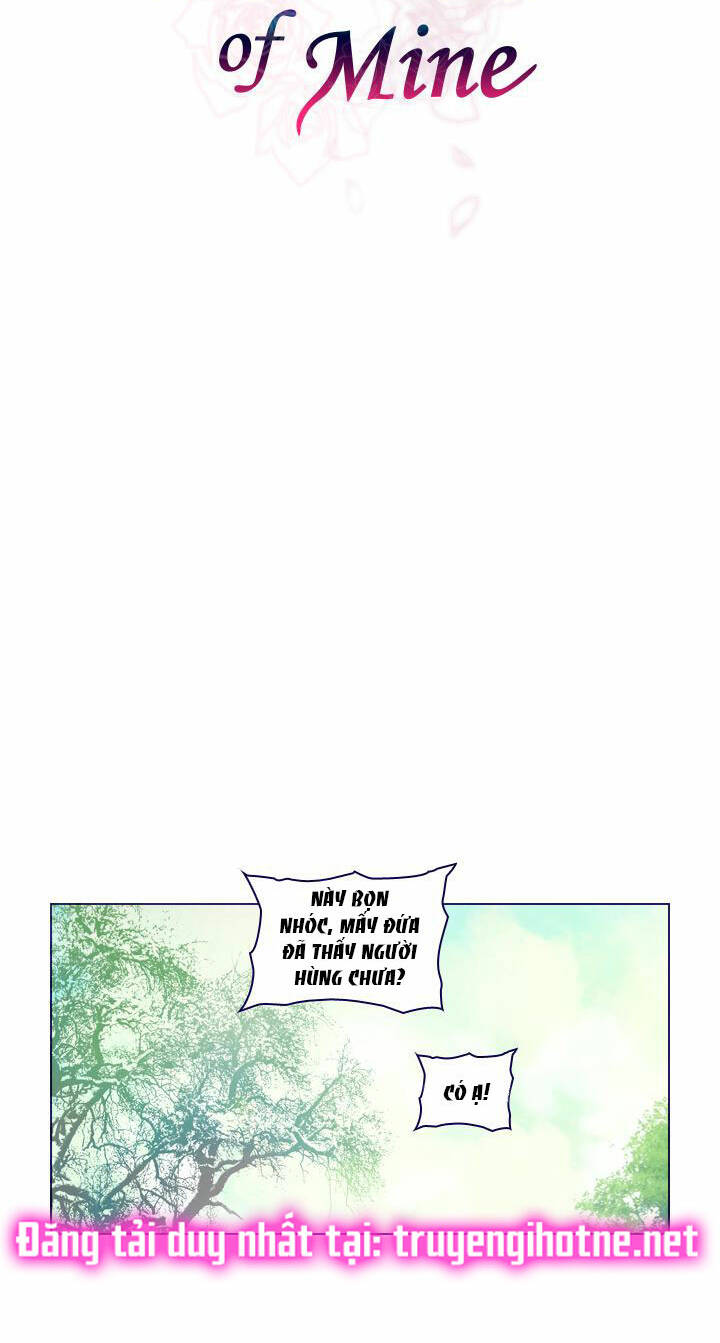 of Mine
NÀY BỌN
NHÓC, MẤY ĐỨA
ĐÃ THẤY NGƯỜI
HÙNG CHƯA?
CÓ Ạ!
Đăng tải duy nhất tại: truyengihotne.net